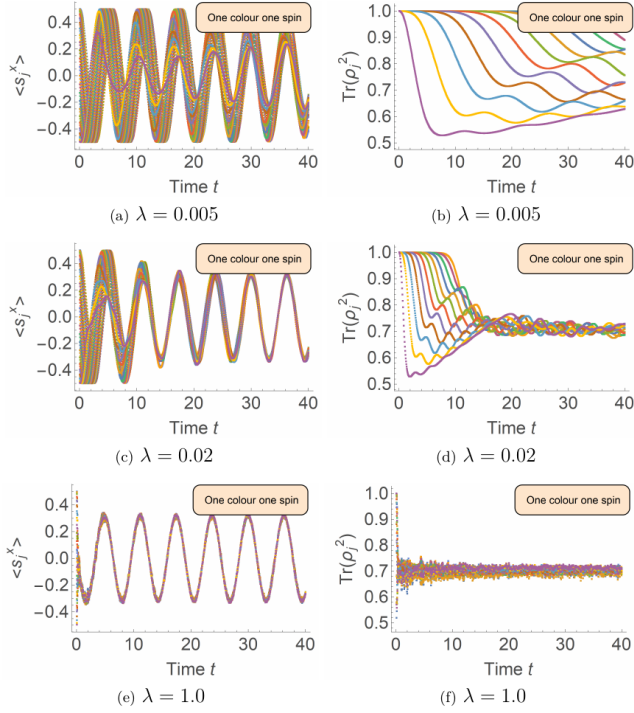 One colour one spin
<s_j^x>
0.4
0.2
0.0
−0.2
−0.4
0 10 20 30 40
Time t
(a) λ = 0.005
One colour one spin
Tr(ρ_j^2)
1.0
0.9
0.8
0.7
0.6
0.5
0 10 20 30 40
Time t
(b) λ = 0.005
One colour one spin
<s_j^x>
0.4
0.2
0.0
−0.2
−0.4
0 10 20 30 40
Time t
(c) λ = 0.02
One colour one spin
Tr(ρ_j^2)
1.0
0.9
0.8
0.7
0.6
0.5
0 10 20 30 40
Time t
(d) λ = 0.02
One colour one spin
<s_j^x>
0.4
0.2
0.0
−0.2
−0.4
0 10 20 30 40
Time t
(e) λ = 1.0
One colour one spin
Tr(ρ_j^2)
1.0
0.9
0.8
0.7
0.6
0.5
0 10 20 30 40
Time t
(f) λ = 1.0